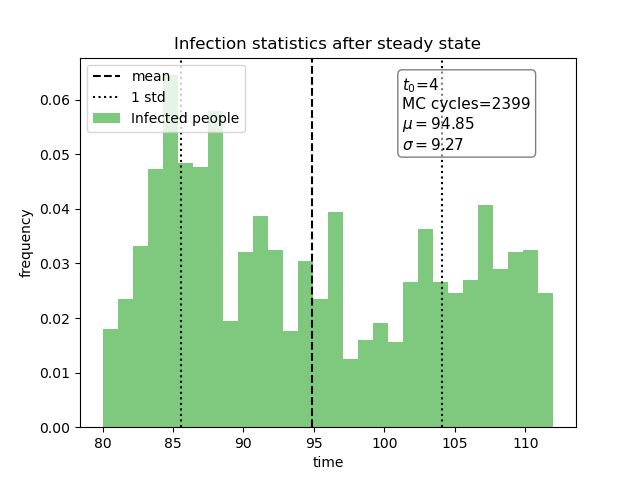 Infection statistics after steady state
mean
1 std
Infected people
t₀=4
MC cycles=2399
μ = 94.85
σ = 9.27
frequency
0.06
0.05
0.04
0.03
0.02
0.01
0.00
80 85 90 95 100 105 110
time